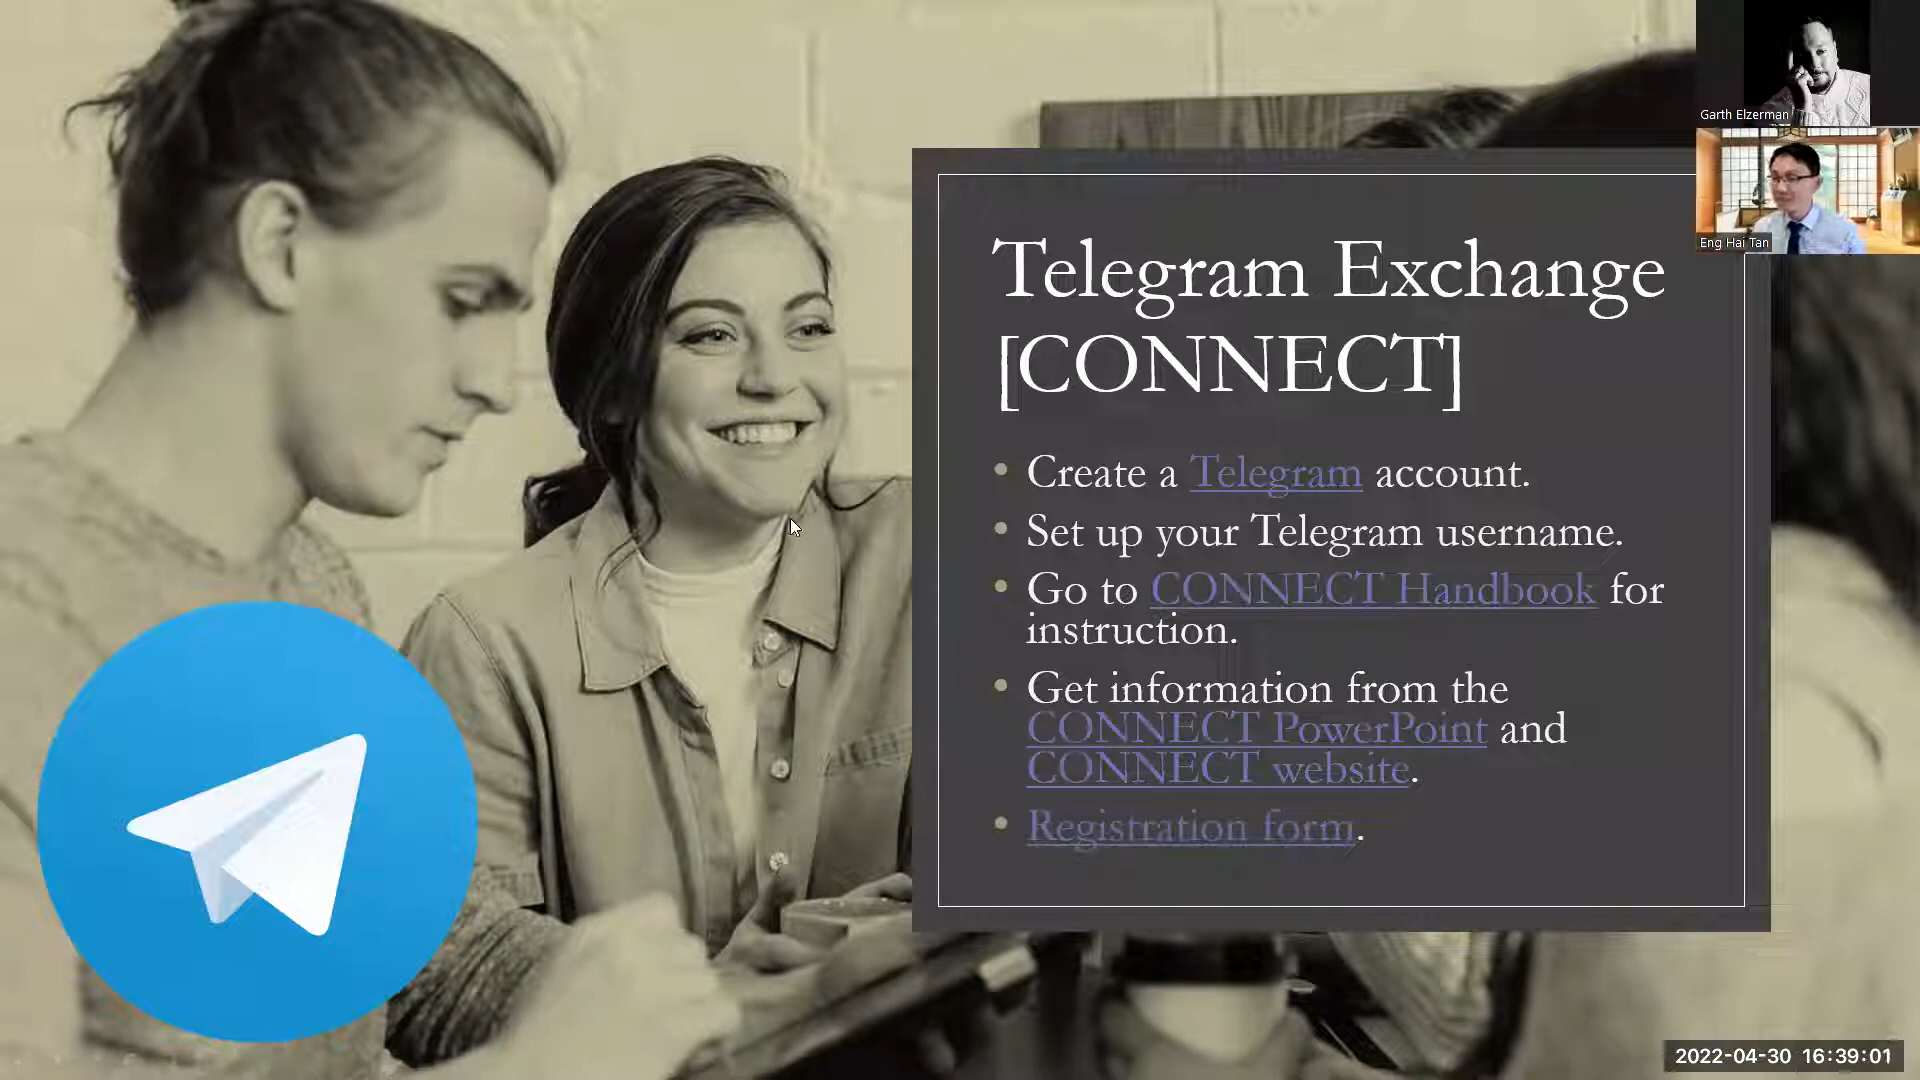 Garth Elzerman
Eng Hai Tan
Telegram Exchange
[CONNECT]
• Create a Telegram account.
• Set up your Telegram username.
• Go to CONNECT Handbook for
instruction.
• Get information from the
CONNECT PowerPoint and
CONNECT website.
• Registration form.
2022-04-30 16:39:01